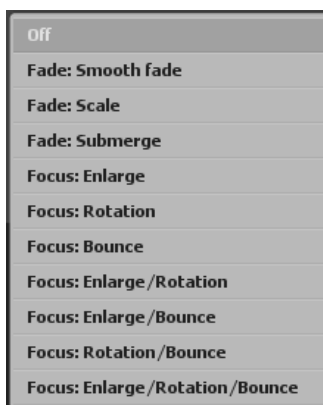 Off
Fade: Smooth fade
Fade: Scale
Fade: Submerge
Focus: Enlarge
Focus: Rotation
Focus: Bounce
Focus: Enlarge/Rotation
Focus: Enlarge/Bounce
Focus: Rotation/Bounce
Focus: Enlarge/Rotation/Bounce